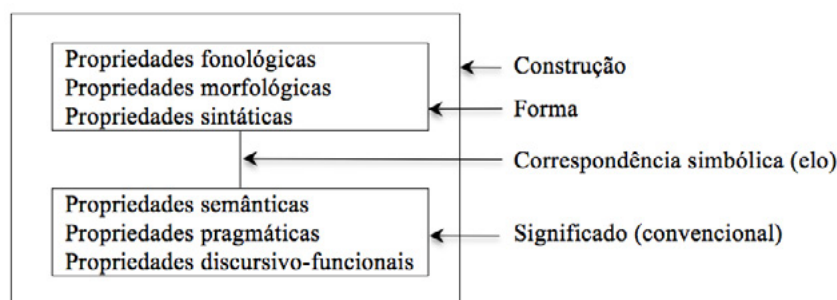 Propriedades fonológicas
Propriedades morfológicas
Propriedades sintáticas
Construção
Forma
Correspondência simbólica (elo)
Propriedades semânticas
Propriedades pragmáticas
Propriedades discursivo-funcionais
Significado (convencional)